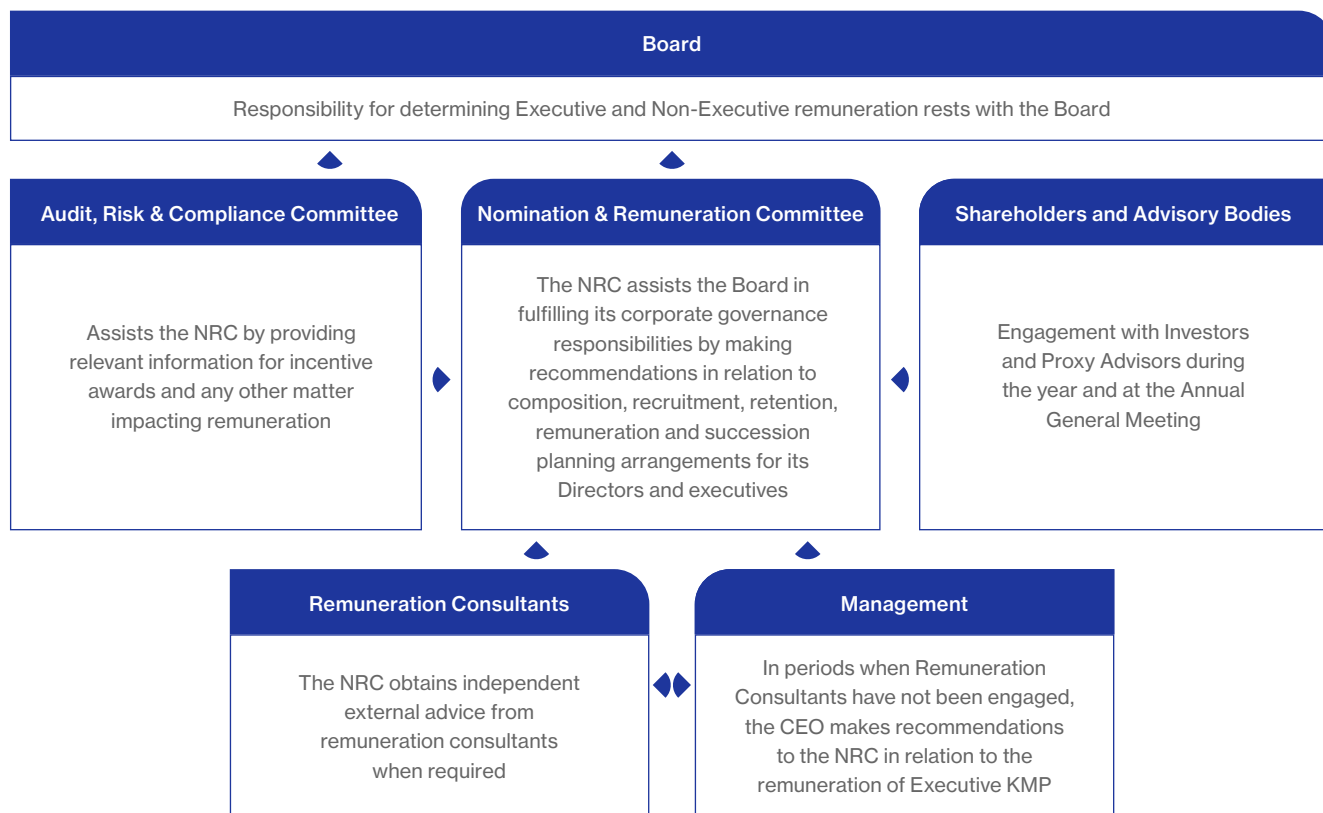 Board
Responsibility for determining Executive and Non-Executive remuneration rests with the Board
Audit, Risk & Compliance Committee
Assists the NRC by providing
relevant information for incentive
awards and any other matter
impacting remuneration
Nomination & Remuneration Committee
The NRC assists the Board in
fulfilling its corporate governance
responsibilities by making
recommendations in relation to
composition, recruitment, retention,
remuneration and succession
planning arrangements for its
Directors and executives
Shareholders and Advisory Bodies
Engagement with Investors
and Proxy Advisors during
the year and at the Annual
General Meeting
Remuneration Consultants
The NRC obtains independent
external advice from
remuneration consultants
when required
Management
In periods when Remuneration
Consultants have not been engaged,
the CEO makes recommendations
to the NRC in relation to the
remuneration of Executive KMP